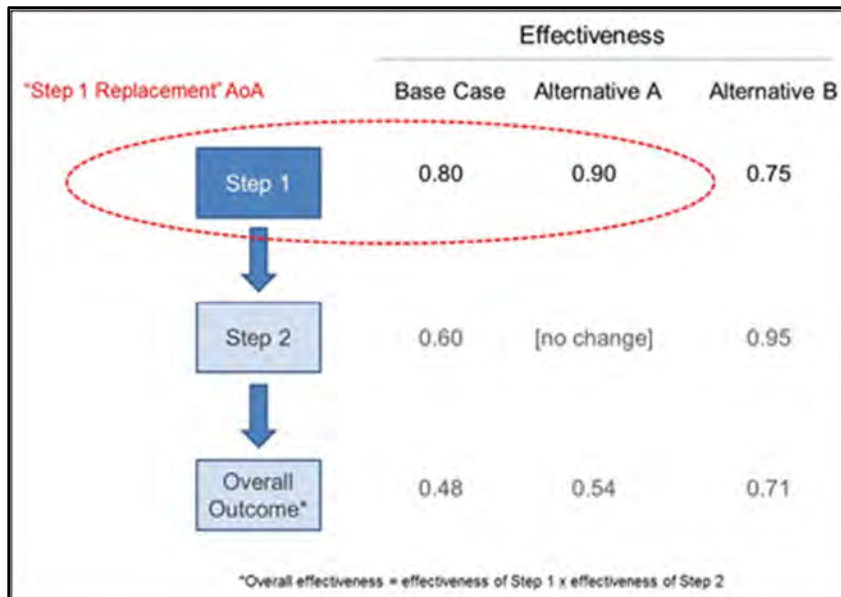 Effectiveness
"Step 1 Replacement" AoA
Base Case Alternative A Alternative B
Step 1 0.80 0.90 0.75
Step 2 0.60 [no change] 0.95
Overall
Outcome* 0.48 0.54 0.71
*Overall effectiveness = effectiveness of Step 1 x effectiveness of Step 2